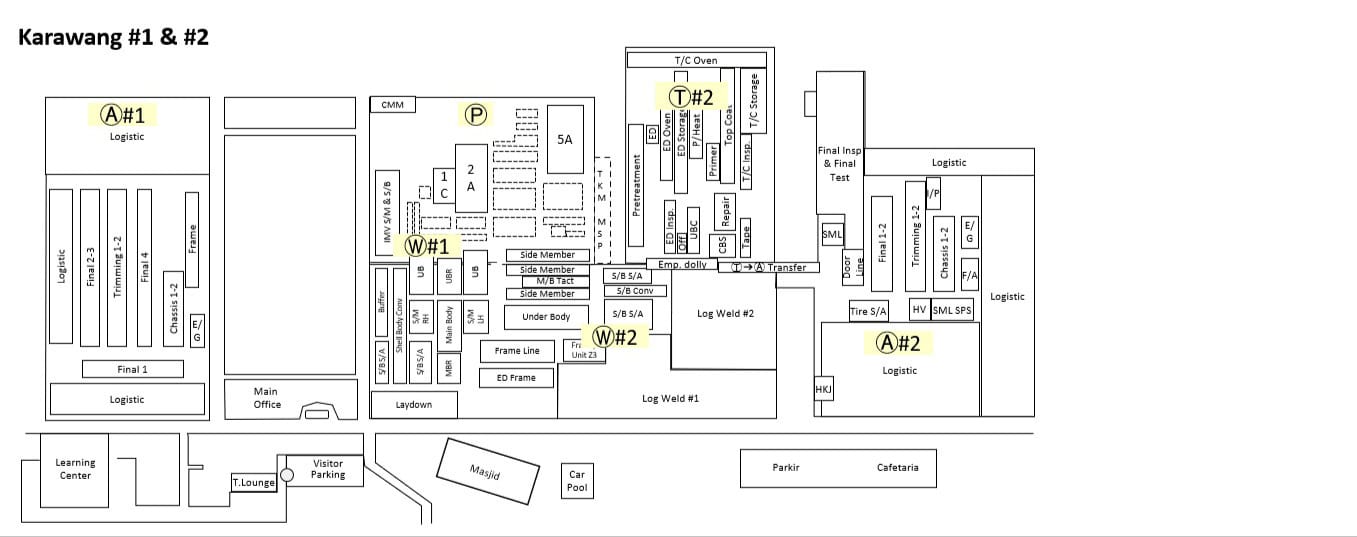 Karawang #1 & #2
Ⓐ#1
Logistic
Logistic
Final 2-3
Trimming 1-2
Final 4
Chassis 1-2
Frame
E/
G
Final 1
Logistic
Main
Office
CMM
Ⓟ
5A
2
A
1
C
IMV S/M & S/B
Ⓦ#1
T
K
M
M
S
P
UB
UBR
UB
Buffer
Shell Body Conv
S/M
RH
Main Body
S/M
LH
S/B S/A
S/B S/A
MBR
Laydown
Side Member
Side Member
M/B Tact
Side Member
Under Body
Frame Line
ED Frame
Unit Z3
S/B S/A
S/B Conv
S/B S/A
Ⓦ#2
Log Weld #2
Log Weld #1
T/C Oven
Ⓣ#2
Pretreatment
ED
ED Oven
ED Storag
P/Heat
Primer
Top Coa
T/C Storage
T/C Insp.
ED Insp.
Off
UBC
Repair
CBS
Tape
Emp. dolly
Ⓣ→Ⓐ Transfer
Final Insp
& Final
Test
Logistic
SML
Door
Line
Final 1-2
Trimming 1-2
I/P
Chassis 1-2
E/
G
F/A
Logistic
Tire S/A
HV
SML SPS
Ⓐ#2
Logistic
HKJ
Learning
Center
T.Lounge
Visitor
Parking
Masjid
Car
Pool
Parkir
Cafetaria